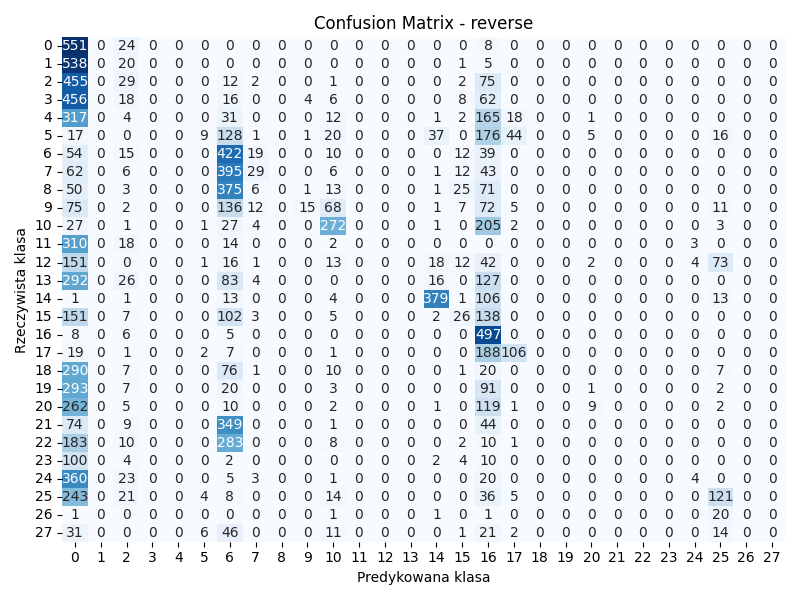 Confusion Matrix - reverse
Rzeczywista klasa
0 551 0 24 0 0 0 0 0 0 0 0 0 0 0 0 0 8 0 0 0 0 0 0 0 0 0 0 0
1 538 0 20 0 0 0 0 0 0 0 0 0 0 0 0 1 5 0 0 0 0 0 0 0 0 0 0 0
2 455 0 29 0 0 0 12 2 0 0 1 0 0 0 0 2 75 0 0 0 0 0 0 0 0 0 0 0
3 456 0 18 0 0 0 16 0 0 4 6 0 0 0 0 8 62 0 0 0 0 0 0 0 0 0 0 0
4 317 0 4 0 0 0 31 0 0 0 12 0 0 0 1 2 165 18 0 0 1 0 0 0 0 0 0 0
5 17 0 0 0 0 9 128 1 0 1 20 0 0 0 37 0 176 44 0 0 5 0 0 0 0 16 0 0
6 54 0 15 0 0 0 422 19 0 0 10 0 0 0 0 12 39 0 0 0 0 0 0 0 0 0 0 0
7 62 0 6 0 0 0 395 29 0 0 6 0 0 0 1 12 43 0 0 0 0 0 0 0 0 0 0 0
8 50 0 3 0 0 0 375 6 0 1 13 0 0 0 1 25 71 0 0 0 0 0 0 0 0 0 0 0
9 75 0 2 0 0 0 136 12 0 15 68 0 0 0 1 7 72 5 0 0 0 0 0 0 0 11 0 0
10 27 0 1 0 0 1 27 4 0 0 272 0 0 0 1 0 205 2 0 0 0 0 0 0 0 3 0 0
11 310 0 18 0 0 0 14 0 0 0 2 0 0 0 0 0 0 0 0 0 0 0 0 0 3 0 0 0
12 151 0 0 0 0 1 16 1 0 0 13 0 0 0 18 12 42 0 0 0 2 0 0 0 4 73 0 0
13 292 0 26 0 0 0 83 4 0 0 0 0 0 0 16 0 127 0 0 0 0 0 0 0 0 0 0 0
14 1 0 1 0 0 0 13 0 0 0 4 0 0 0 379 1 106 0 0 0 0 0 0 0 0 13 0 0
15 151 0 7 0 0 0 102 3 0 0 5 0 0 0 2 26 138 0 0 0 0 0 0 0 0 0 0 0
16 8 0 6 0 0 0 5 0 0 0 0 0 0 0 0 0 497 0 0 0 0 0 0 0 0 0 0 0
17 19 0 1 0 0 2 7 0 0 0 1 0 0 0 0 0 188 106 0 0 0 0 0 0 0 0 0 0
18 290 0 7 0 0 0 76 1 0 0 10 0 0 0 0 1 20 0 0 0 0 0 0 0 0 7 0 0
19 293 0 7 0 0 0 20 0 0 0 3 0 0 0 0 0 91 0 0 0 1 0 0 0 0 2 0 0
20 262 0 5 0 0 0 10 0 0 0 2 0 0 0 1 0 119 1 0 0 9 0 0 0 0 2 0 0
21 74 0 9 0 0 0 349 0 0 0 1 0 0 0 0 0 44 0 0 0 0 0 0 0 0 0 0 0
22 183 0 10 0 0 0 283 0 0 0 8 0 0 0 0 2 10 1 0 0 0 0 0 0 0 0 0 0
23 100 0 4 0 0 0 2 0 0 0 0 0 0 0 2 4 10 0 0 0 0 0 0 0 0 0 0 0
24 360 0 23 0 0 0 5 3 0 0 1 0 0 0 0 0 20 0 0 0 0 0 0 0 4 0 0 0
25 243 0 21 0 0 4 8 0 0 0 14 0 0 0 0 0 36 5 0 0 0 0 0 0 0 121 0 0
26 1 0 0 0 0 0 0 0 0 0 1 0 0 0 1 0 1 0 0 0 0 0 0 0 0 20 0 0
27 31 0 0 0 0 6 46 0 0 0 11 0 0 0 0 1 21 2 0 0 0 0 0 0 0 14 0 0
0 1 2 3 4 5 6 7 8 9 10 11 12 13 14 15 16 17 18 19 20 21 22 23 24 25 26 27
Predykowana klasa